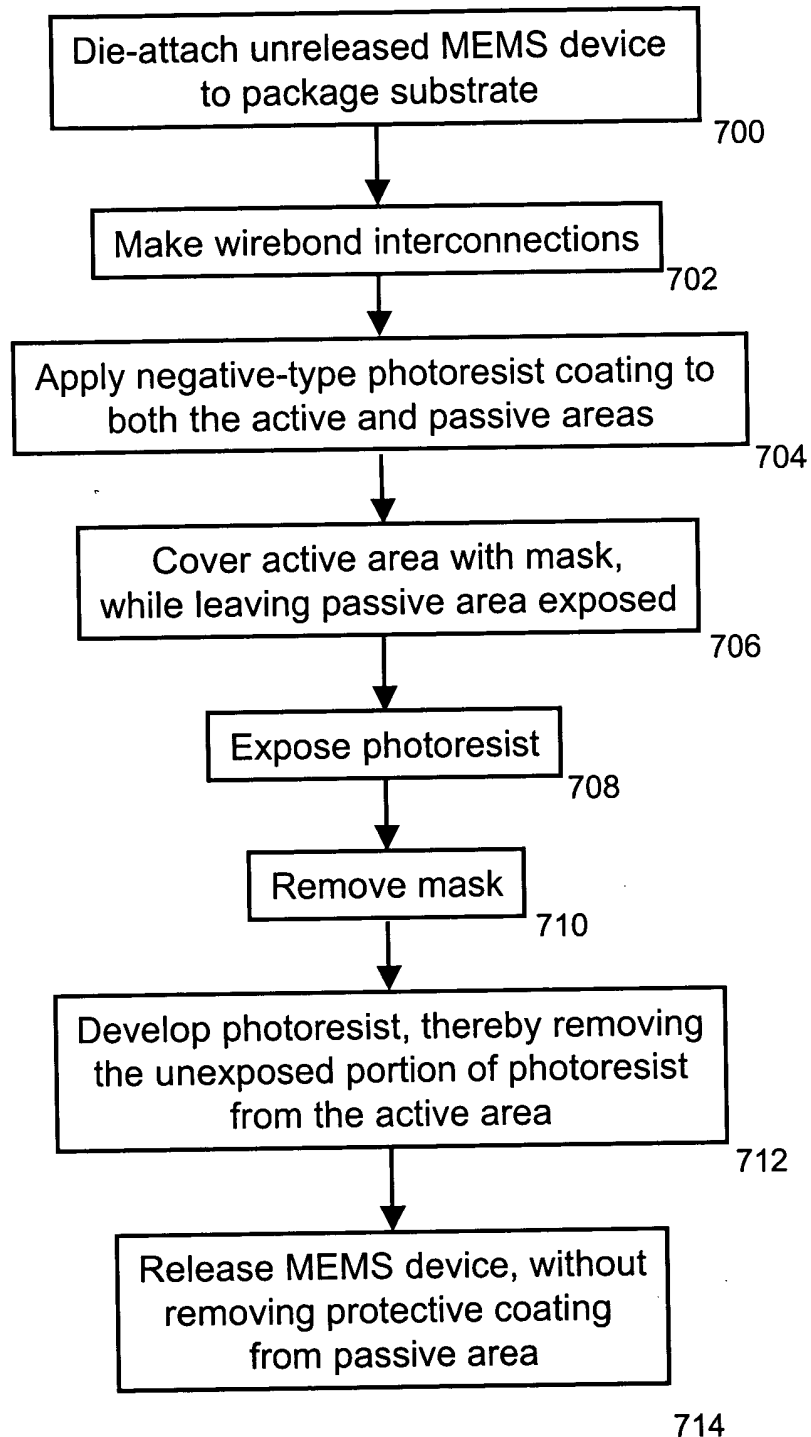 Die-attach unreleased MEMS device
to package substrate
700
Make wirebond interconnections
702
Apply negative-type photoresist coating to
both the active and passive areas
704
Cover active area with mask,
while leaving passive area exposed
706
Expose photoresist
708
Remove mask
710
Develop photoresist, thereby removing
the unexposed portion of photoresist
from the active area
712
Release MEMS device, without
removing protective coating
from passive area
714